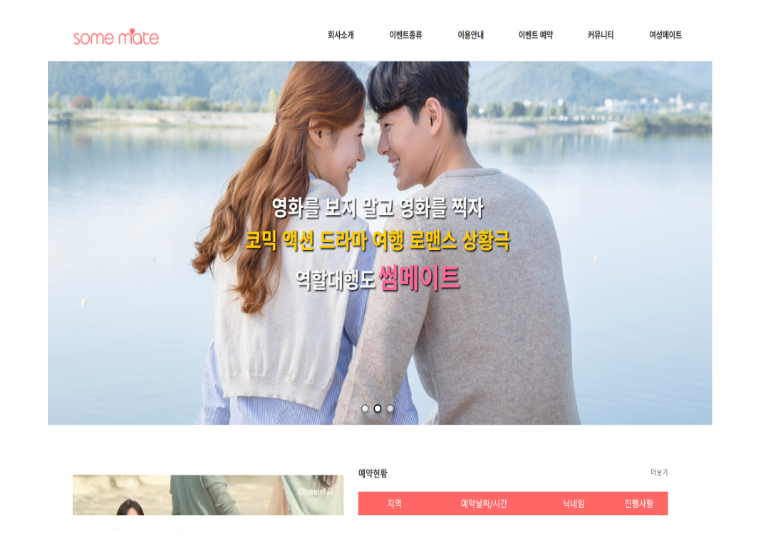 some mate
회사소개 이벤트종류 이용안내 이벤트 예약 커뮤니티 여성메이트
영화를 보지 말고 영화를 찍자
코믹 액션 드라마 여행 로맨스 상황극
역할대행도 썸메이트
예약현황 더보기
지역 예약날짜/시간 닉네임 진행사항